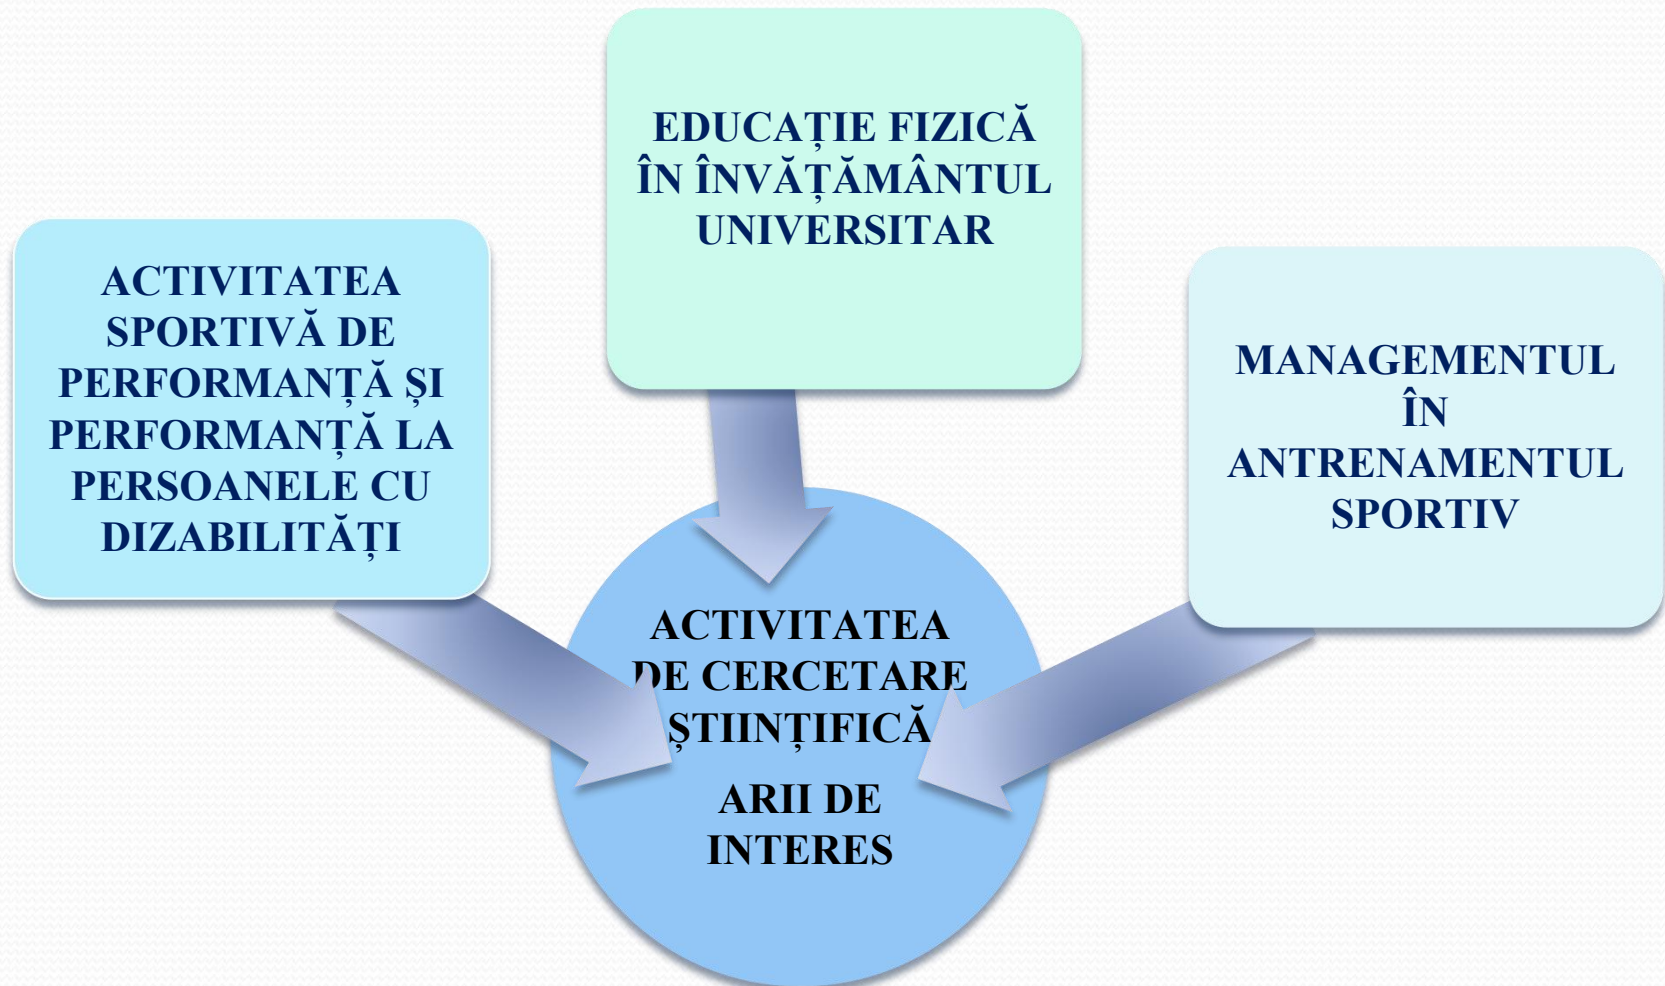 EDUCAȚIE FIZICĂ
ÎN ÎNVĂȚĂMÂNTUL
UNIVERSITAR
ACTIVITATEA
SPORTIVĂ DE
PERFORMANȚĂ ȘI
PERFORMANȚĂ LA
PERSOANELE CU
DIZABILITĂȚI
MANAGEMENTUL
ÎN
ANTRENAMENTUL
SPORTIV
ACTIVITATEA
DE CERCETARE
ȘTIINȚIFICĂ
ARII DE
INTERES